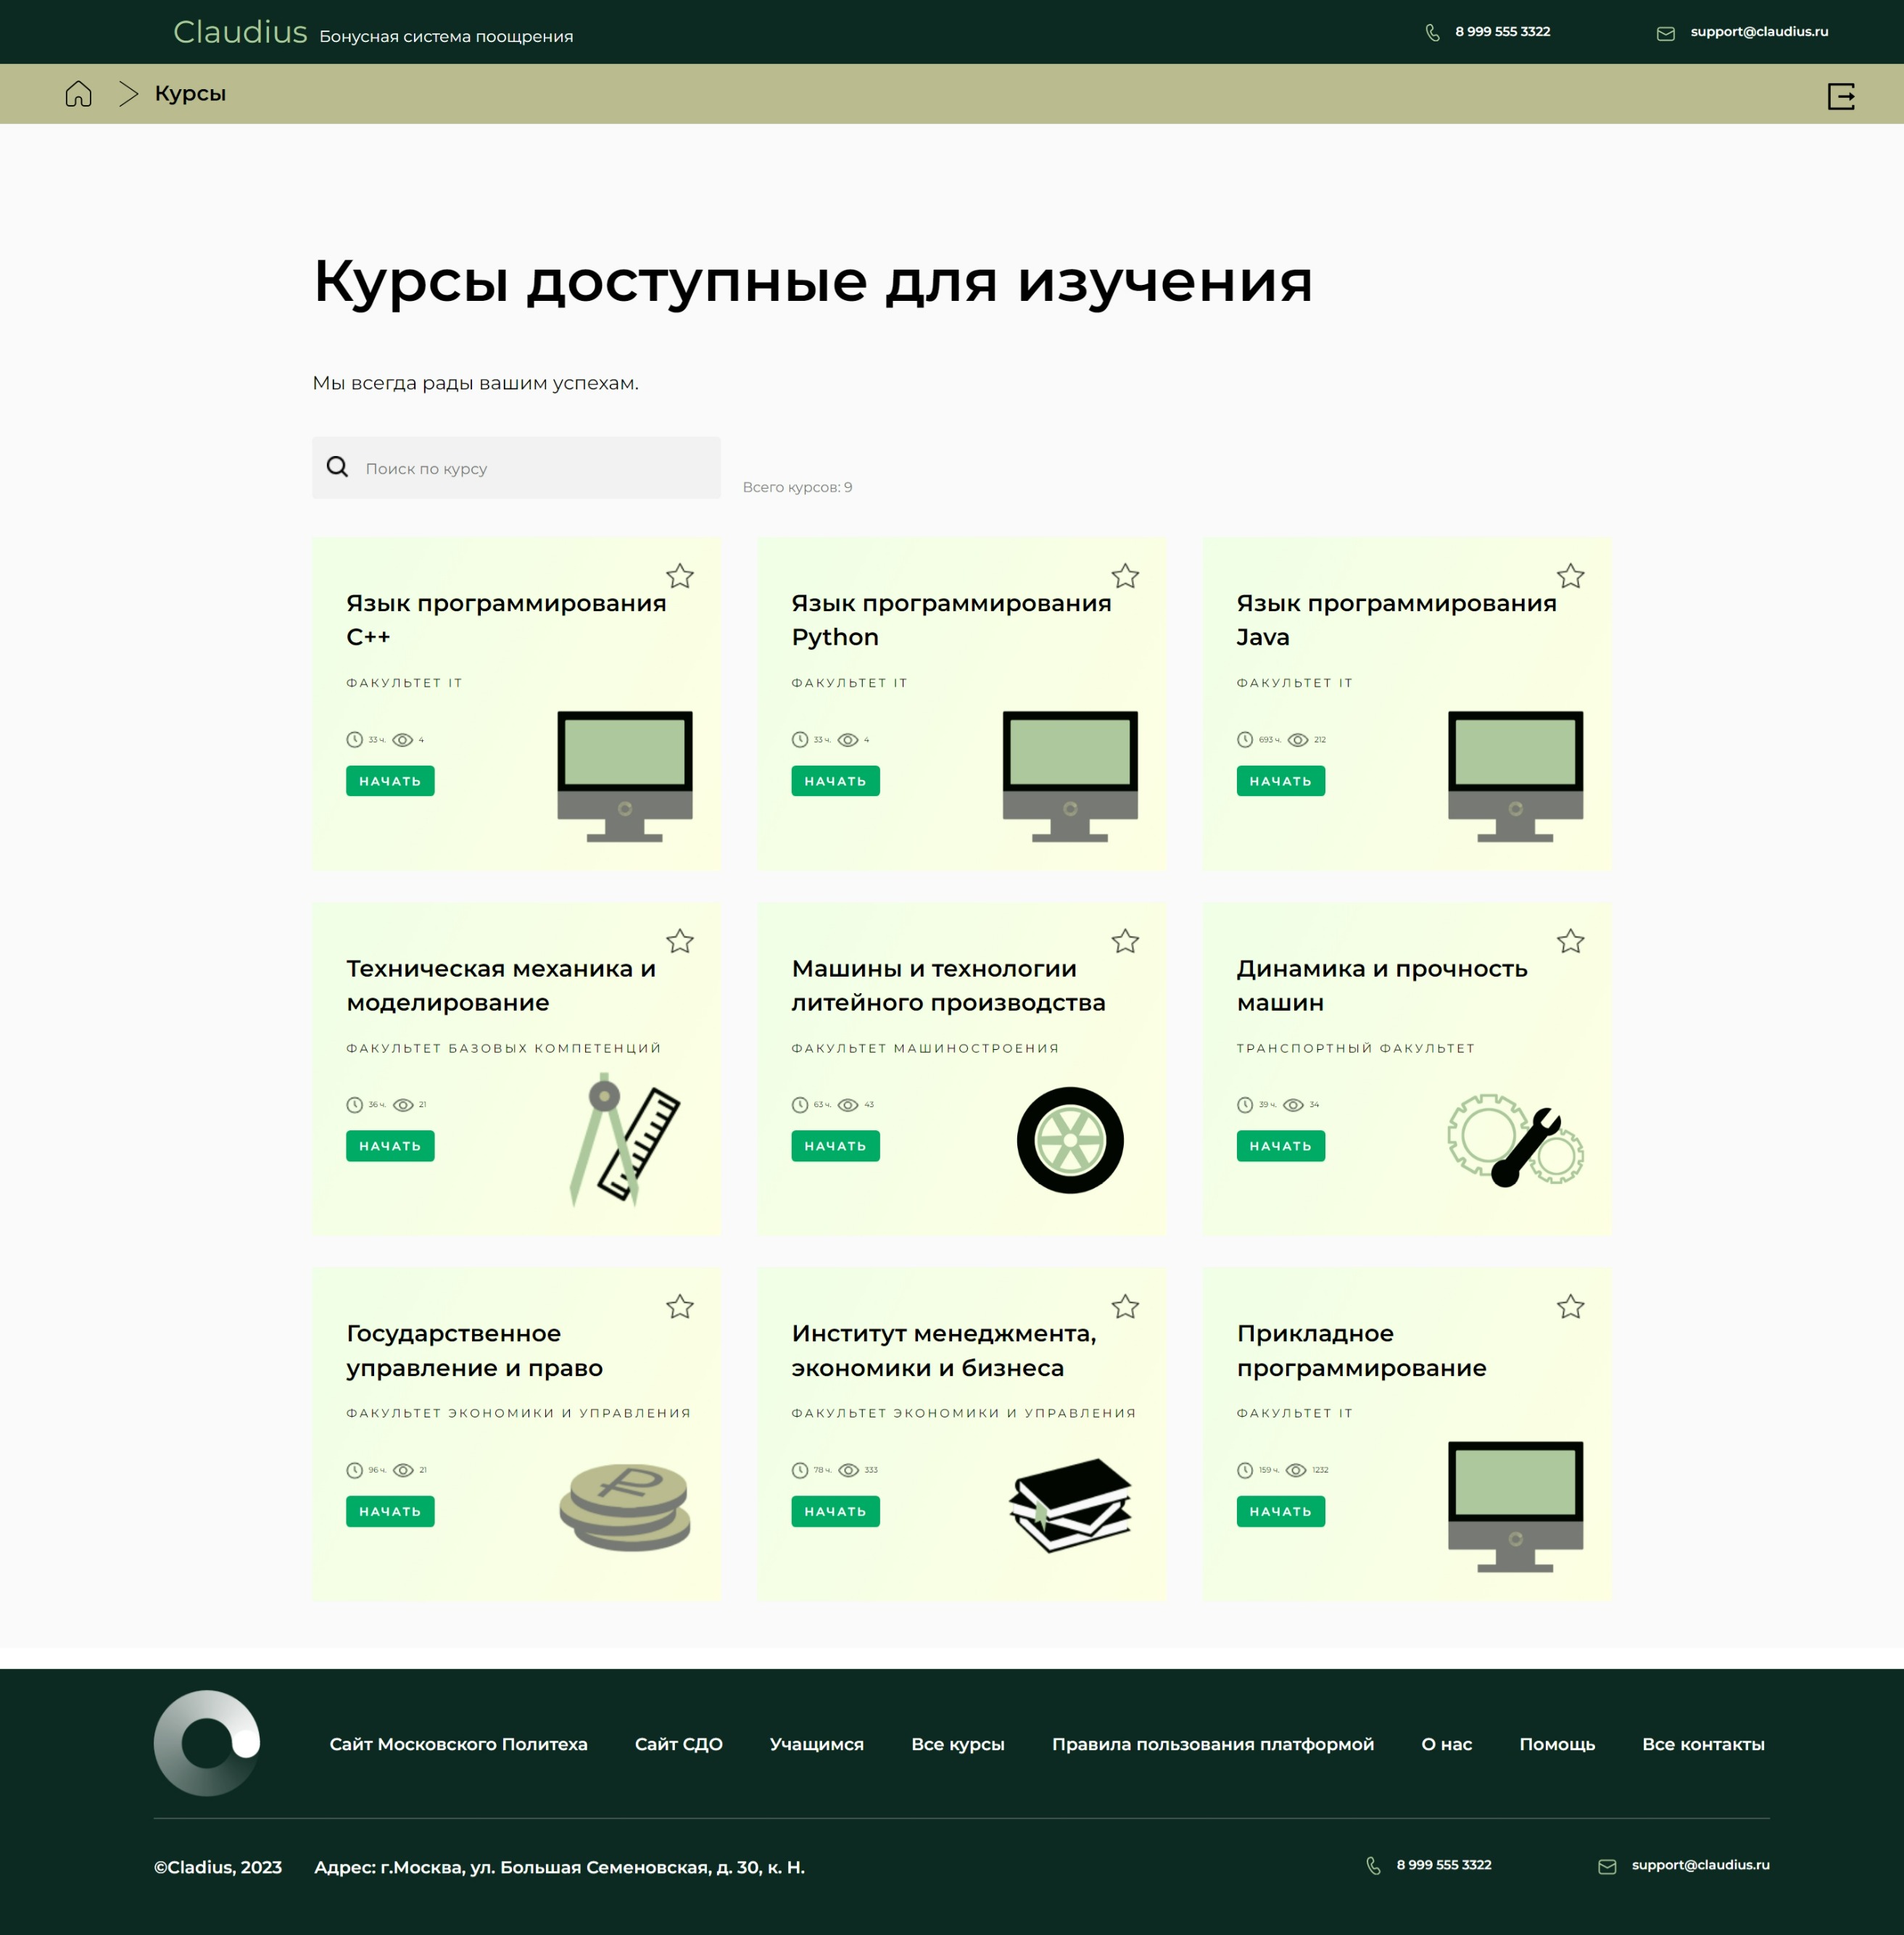 Claudius Бонусная система поощрения
8 999 555 3322
support@claudius.ru
Курсы
Курсы доступные для изучения
Мы всегда рады вашим успехам.
Поиск по курсу
Всего курсов: 9
Язык программирования
C++
ФАКУЛЬТЕТ IT
33 ч. 4
НАЧАТЬ
Язык программирования
Python
ФАКУЛЬТЕТ IT
33 ч. 4
НАЧАТЬ
Язык программирования
Java
ФАКУЛЬТЕТ IT
693 ч. 212
НАЧАТЬ
Техническая механика и
моделирование
ФАКУЛЬТЕТ БАЗОВЫХ КОМПЕТЕНЦИЙ
36 ч. 21
НАЧАТЬ
Машины и технологии
литейного производства
ФАКУЛЬТЕТ МАШИНОСТРОЕНИЯ
63 ч. 43
НАЧАТЬ
Динамика и прочность
машин
ТРАНСПОРТНЫЙ ФАКУЛЬТЕТ
39 ч. 34
НАЧАТЬ
Государственное
управление и право
ФАКУЛЬТЕТ ЭКОНОМИКИ И УПРАВЛЕНИЯ
96 ч. 21
НАЧАТЬ
Институт менеджмента,
экономики и бизнеса
ФАКУЛЬТЕТ ЭКОНОМИКИ И УПРАВЛЕНИЯ
78 ч. 333
НАЧАТЬ
Прикладное
программирование
ФАКУЛЬТЕТ IT
159 ч. 1232
НАЧАТЬ
Сайт Московского Политеха
Сайт СДО
Учащимся
Все курсы
Правила пользования платформой
О нас
Помощь
Все контакты
©Cladius, 2023
Адрес: г.Москва, ул. Большая Семеновская, д. 30, к. Н.
8 999 555 3322
support@claudius.ru